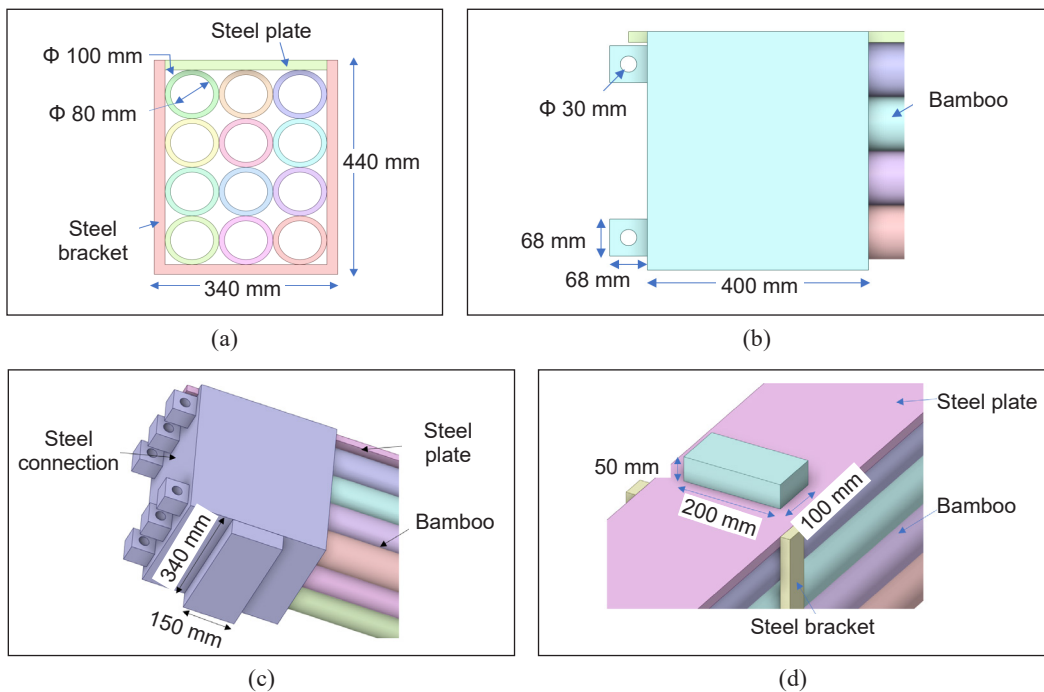 Steel plate
Φ 100 mm
Φ 80 mm
440 mm
Steel
bracket
340 mm
(a)
Φ 30 mm
Bamboo
68 mm
68 mm
400 mm
(b)
Steel
connection
Steel
plate
Bamboo
340 mm
150 mm
(c)
Steel plate
50 mm
200 mm
100 mm
Bamboo
Steel bracket
(d)